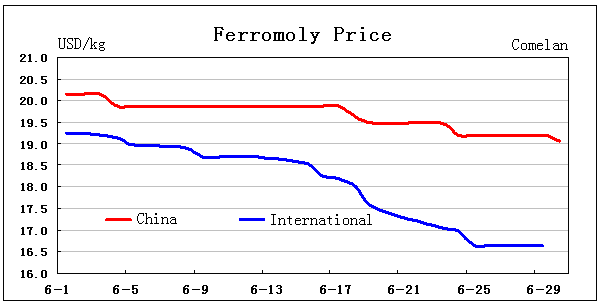 Ferromoly Price
USD/kg Comelan
21.0
20.5
20.0
19.5
19.0
18.5
18.0
17.5
17.0
16.5
16.0
China International
6-1 6-5 6-9 6-13 6-17 6-21 6-25 6-29